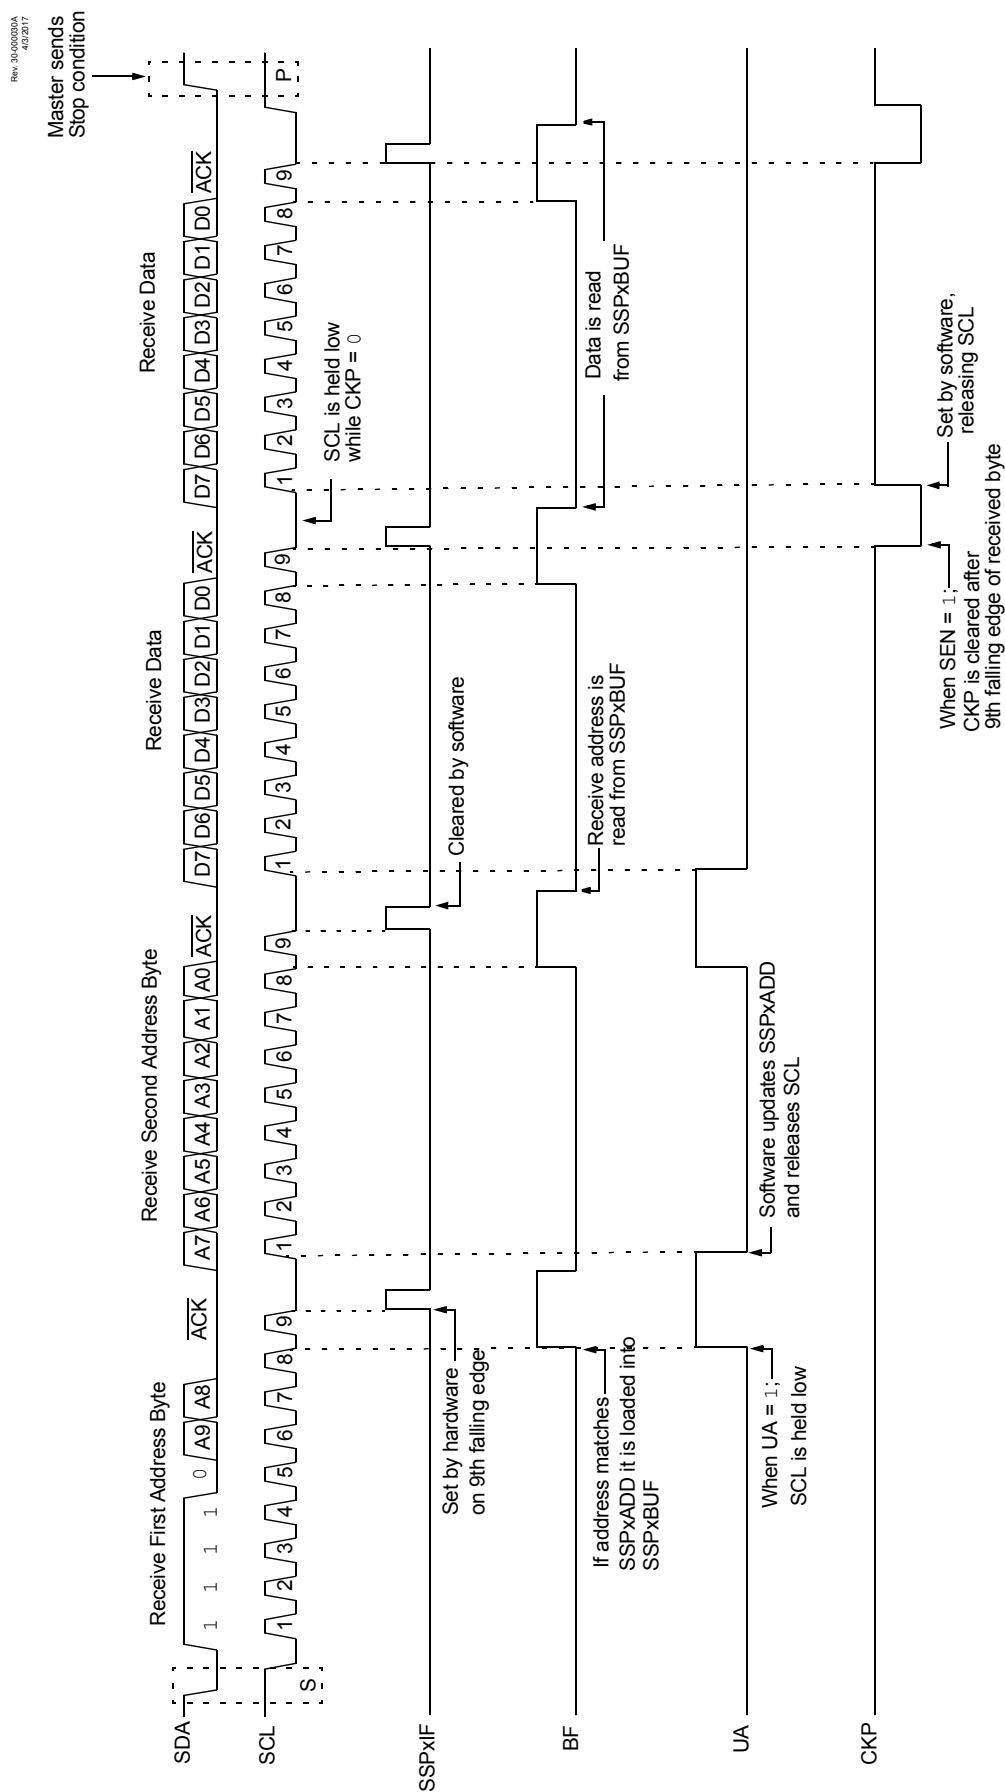 Rev. 30-000030A
4/3/2017
Master sends
Stop condition
Receive First Address Byte
Receive Second Address Byte
Receive Data
Receive Data
SDA
1 1 1 1 0 A9 A8 ACK A7 A6 A5 A4 A3 A2 A1 A0 ACK D7 D6 D5 D4 D3 D2 D1 D0 ACK D7 D6 D5 D4 D3 D2 D1 D0 ACK
SCL
S 1 2 3 4 5 6 7 8 9 1 2 3 4 5 6 7 8 9 1 2 3 4 5 6 7 8 9 1 2 3 4 5 6 7 8 9 P
SCL is held low
while CKP = 0
SSPxIF
Set by hardware
on 9th falling edge
Cleared by software
BF
If address matches
SSPxADD it is loaded into
SSPxBUF
Receive address is
read from SSPxBUF
Data is read
from SSPxBUF
UA
When UA = 1;
SCL is held low
Software updates SSPxADD
and releases SCL
CKP
When SEN = 1;
CKP is cleared after
9th falling edge of received byte
Set by software,
releasing SCL